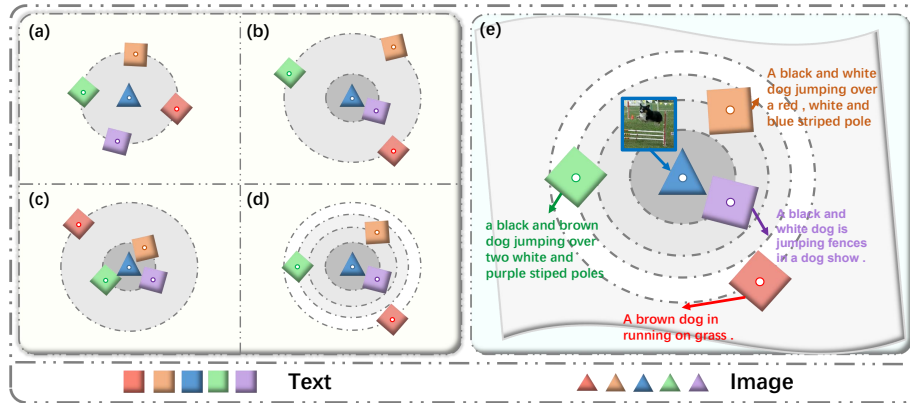 (a)
(b)
(c)
(d)
(e)
A black and white
dog jumping over
a red , white and
blue striped pole
a black and brown
dog jumping over
two white and
purple stiped poles
A black and
white dog is
jumping fences
in a dog show .
A brown dog in
running on grass .
Text
Image